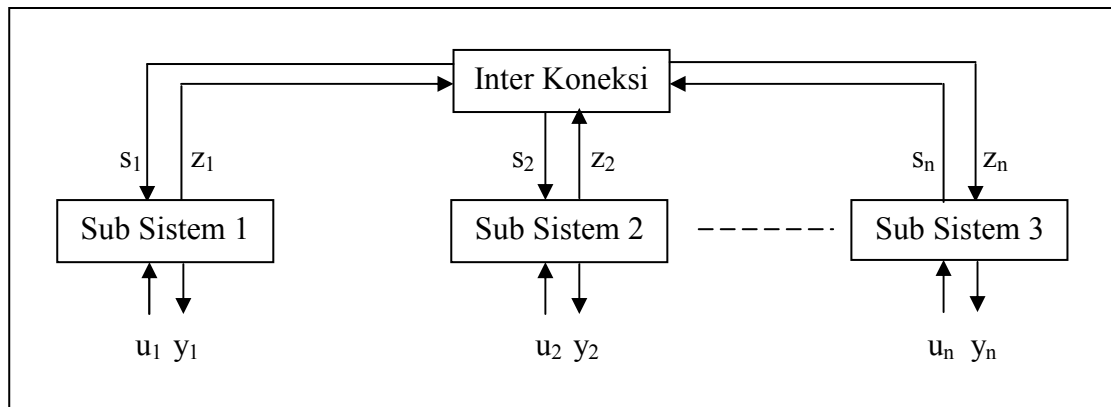 Inter Koneksi
s₁ z₁ s₂ z₂ sₙ zₙ
Sub Sistem 1 Sub Sistem 2 Sub Sistem 3
u₁ y₁ u₂ y₂ uₙ yₙ